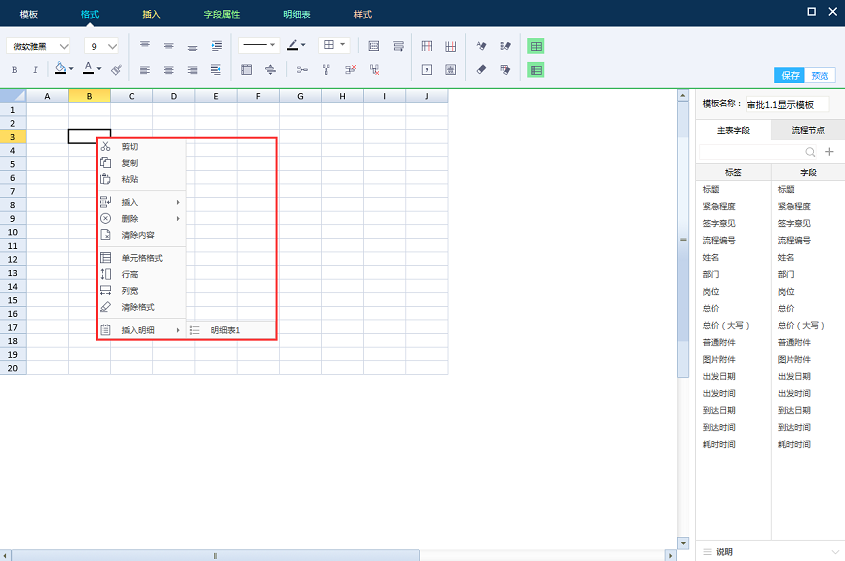 模板 格式 插入 字段属性 明细表 样式
微软雅黑 9
B I A
保存 预览
A B C D E F G H I J
模板名称： 审批1.1显示模板
1
2
主表字段 流程节点
3
4 剪切
5 复制
6 粘贴
7
8 插入
9 删除
10 清除内容
11
12 单元格格式
13 行高
14 列宽
15 清除格式
16
17 插入明细 明细表1
18
19
20
标签 字段
标题 标题
紧急程度 紧急程度
签字意见 签字意见
流程编号 流程编号
姓名 姓名
部门 部门
岗位 岗位
总价 总价
总价（大写） 总价（大写）
普通附件 普通附件
图片附件 图片附件
出发日期 出发日期
出发时间 出发时间
到达日期 到达日期
到达时间 到达时间
耗时时间 耗时时间
说明